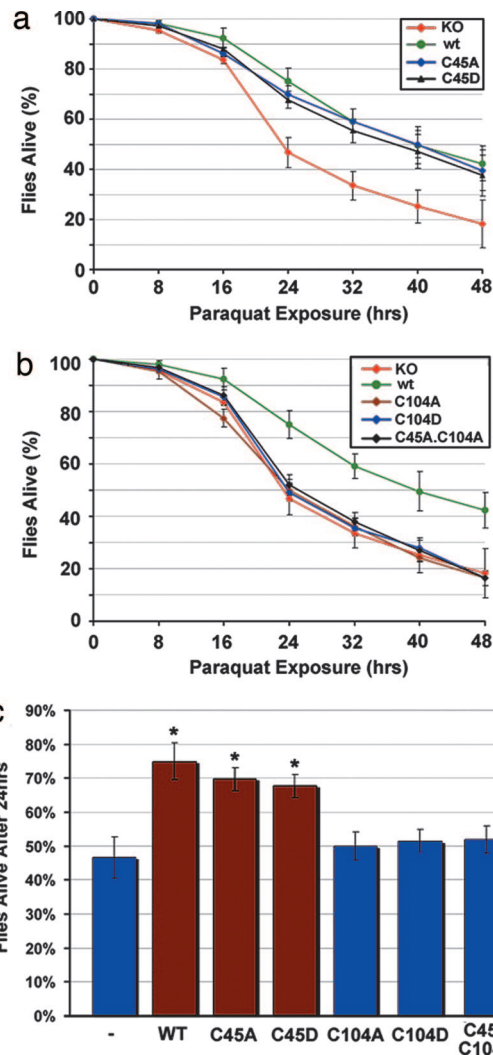 a
KO
wt
C45A
C45D
Flies Alive (%)
100
80
60
40
20
0
0 8 16 24 32 40 48
Paraquat Exposure (hrs)
b
KO
wt
C104A
C104D
C45A.C104A
Flies Alive (%)
100
80
60
40
20
0
0 8 16 24 32 40 48
Paraquat Exposure (hrs)
c
Flies Alive After 24hrs
90%
80%
70%
60%
50%
40%
30%
20%
10%
0%
* * *
- WT C45A C45D C104A C104D